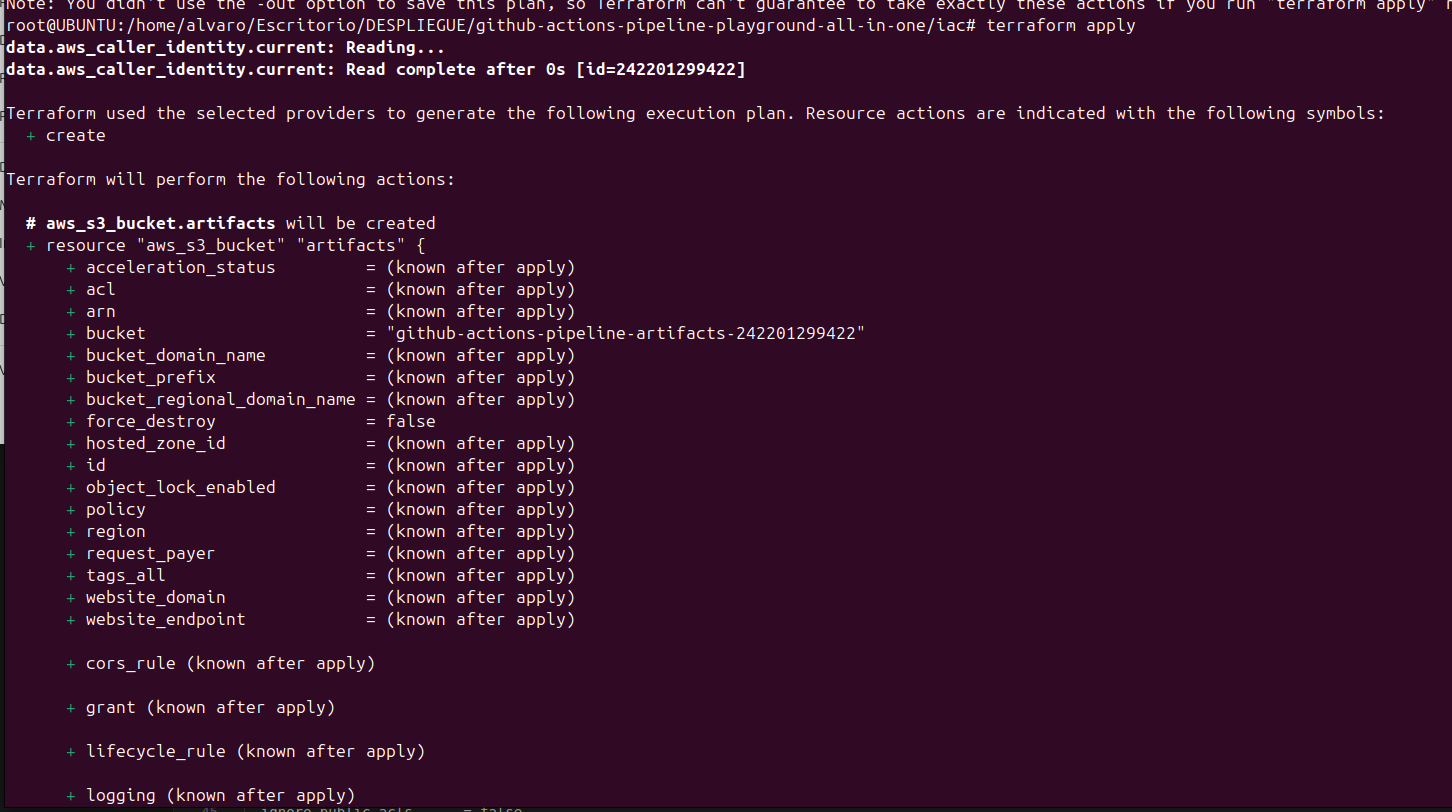 Note: You didn't use the -out option to save this plan, so Terraform can't guarantee to take exactly these actions if you run "terraform apply"
root@UBUNTU:/home/alvaro/Escritorio/DESPLIEGUE/github-actions-pipeline-playground-all-in-one/iac# terraform apply
data.aws_caller_identity.current: Reading...
data.aws_caller_identity.current: Read complete after 0s [id=242201299422]
Terraform used the selected providers to generate the following execution plan. Resource actions are indicated with the following symbols:
+ create
Terraform will perform the following actions:
# aws_s3_bucket.artifacts will be created
+ resource "aws_s3_bucket" "artifacts" {
+ acceleration_status = (known after apply)
+ acl = (known after apply)
+ arn = (known after apply)
+ bucket = "github-actions-pipeline-artifacts-242201299422"
+ bucket_domain_name = (known after apply)
+ bucket_prefix = (known after apply)
+ bucket_regional_domain_name = (known after apply)
+ force_destroy = false
+ hosted_zone_id = (known after apply)
+ id = (known after apply)
+ object_lock_enabled = (known after apply)
+ policy = (known after apply)
+ region = (known after apply)
+ request_payer = (known after apply)
+ tags_all = (known after apply)
+ website_domain = (known after apply)
+ website_endpoint = (known after apply)
+ cors_rule (known after apply)
+ grant (known after apply)
+ lifecycle_rule (known after apply)
+ logging (known after apply)